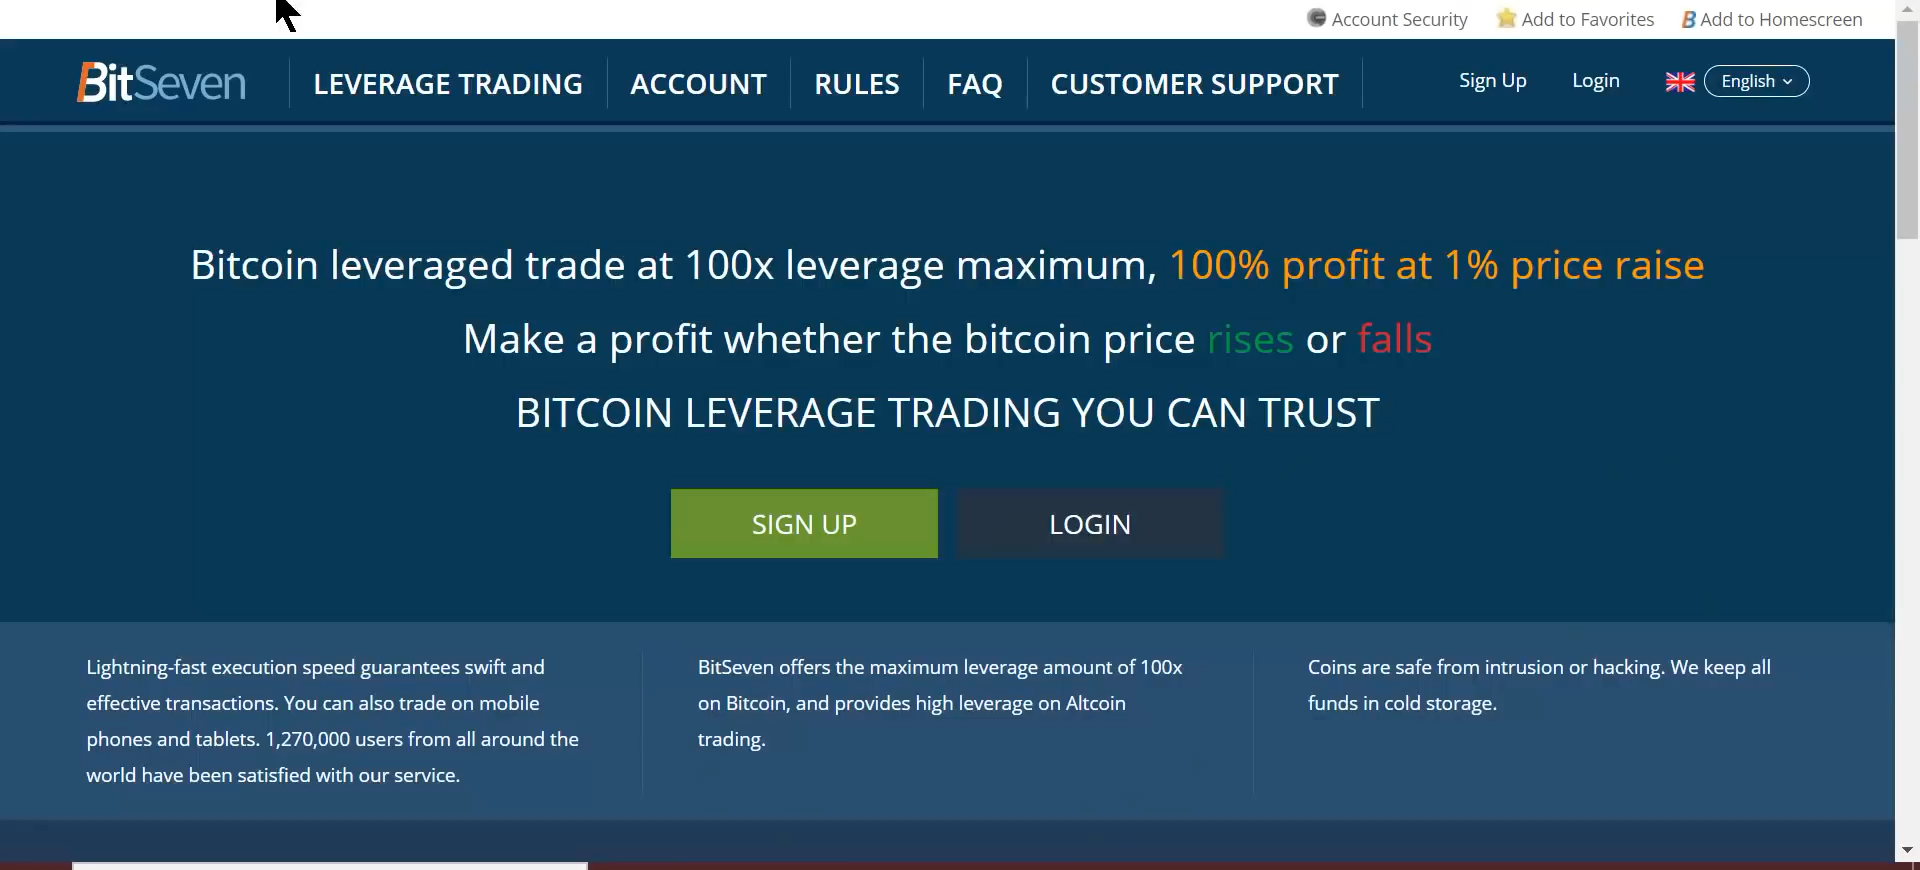 Account Security Add to Favorites Add to Homescreen
BitSeven LEVERAGE TRADING ACCOUNT RULES FAQ CUSTOMER SUPPORT Sign Up Login English
Bitcoin leveraged trade at 100x leverage maximum, 100% profit at 1% price raise
Make a profit whether the bitcoin price rises or falls
BITCOIN LEVERAGE TRADING YOU CAN TRUST
SIGN UP LOGIN
Lightning-fast execution speed guarantees swift and
effective transactions. You can also trade on mobile
phones and tablets. 1,270,000 users from all around the
world have been satisfied with our service.
BitSeven offers the maximum leverage amount of 100x
on Bitcoin, and provides high leverage on Altcoin
trading.
Coins are safe from intrusion or hacking. We keep all
funds in cold storage.